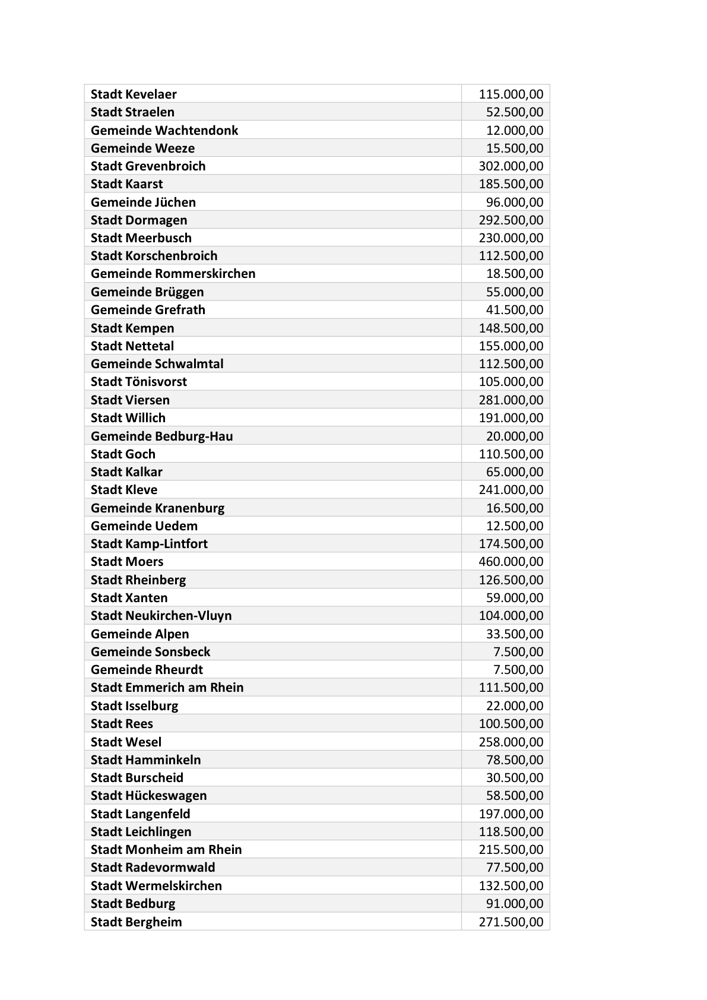 Stadt Kevelaer 115.000,00
Stadt Straelen 52.500,00
Gemeinde Wachtendonk 12.000,00
Gemeinde Weeze 15.500,00
Stadt Grevenbroich 302.000,00
Stadt Kaarst 185.500,00
Gemeinde Jüchen 96.000,00
Stadt Dormagen 292.500,00
Stadt Meerbusch 230.000,00
Stadt Korschenbroich 112.500,00
Gemeinde Rommerskirchen 18.500,00
Gemeinde Brüggen 55.000,00
Gemeinde Grefrath 41.500,00
Stadt Kempen 148.500,00
Stadt Nettetal 155.000,00
Gemeinde Schwalmtal 112.500,00
Stadt Tönisvorst 105.000,00
Stadt Viersen 281.000,00
Stadt Willich 191.000,00
Gemeinde Bedburg-Hau 20.000,00
Stadt Goch 110.500,00
Stadt Kalkar 65.000,00
Stadt Kleve 241.000,00
Gemeinde Kranenburg 16.500,00
Gemeinde Uedem 12.500,00
Stadt Kamp-Lintfort 174.500,00
Stadt Moers 460.000,00
Stadt Rheinberg 126.500,00
Stadt Xanten 59.000,00
Stadt Neukirchen-Vluyn 104.000,00
Gemeinde Alpen 33.500,00
Gemeinde Sonsbeck 7.500,00
Gemeinde Rheurdt 7.500,00
Stadt Emmerich am Rhein 111.500,00
Stadt Isselburg 22.000,00
Stadt Rees 100.500,00
Stadt Wesel 258.000,00
Stadt Hamminkeln 78.500,00
Stadt Burscheid 30.500,00
Stadt Hückeswagen 58.500,00
Stadt Langenfeld 197.000,00
Stadt Leichlingen 118.500,00
Stadt Monheim am Rhein 215.500,00
Stadt Radevormwald 77.500,00
Stadt Wermelskirchen 132.500,00
Stadt Bedburg 91.000,00
Stadt Bergheim 271.500,00